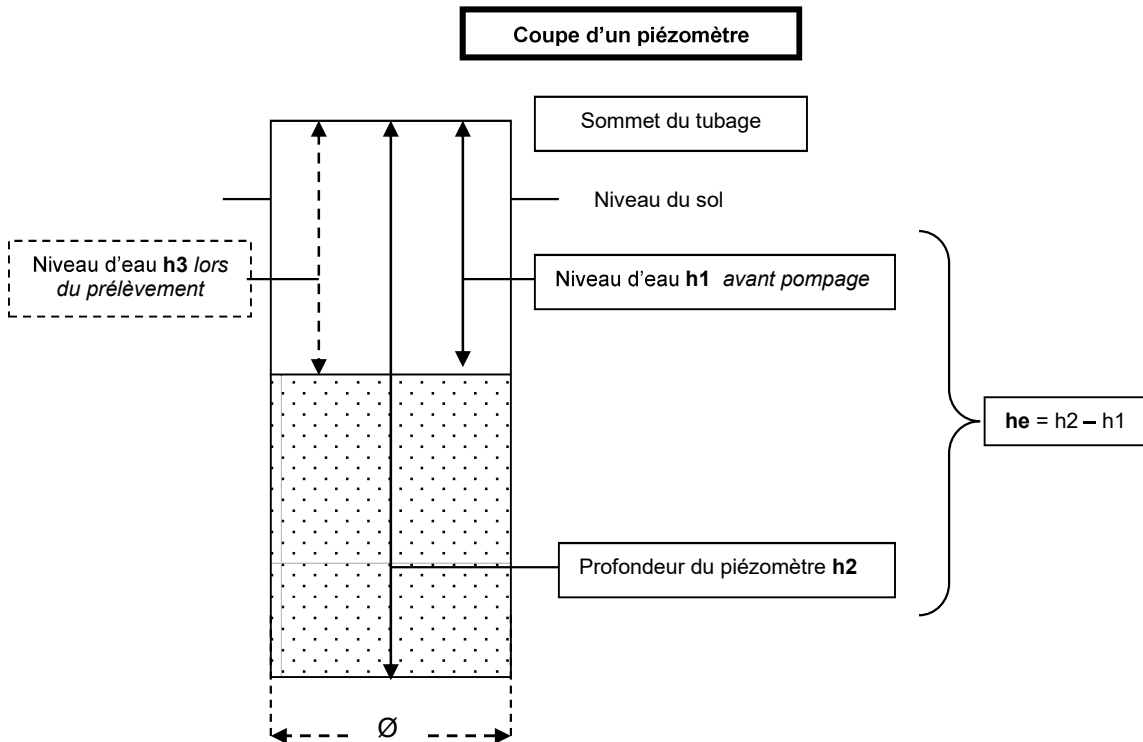 Coupe d’un piézomètre
Sommet du tubage
Niveau du sol
Niveau d’eau h3 lors
du prélèvement
Niveau d’eau h1 avant pompage
he = h2 – h1
Profondeur du piézomètre h2
Ø